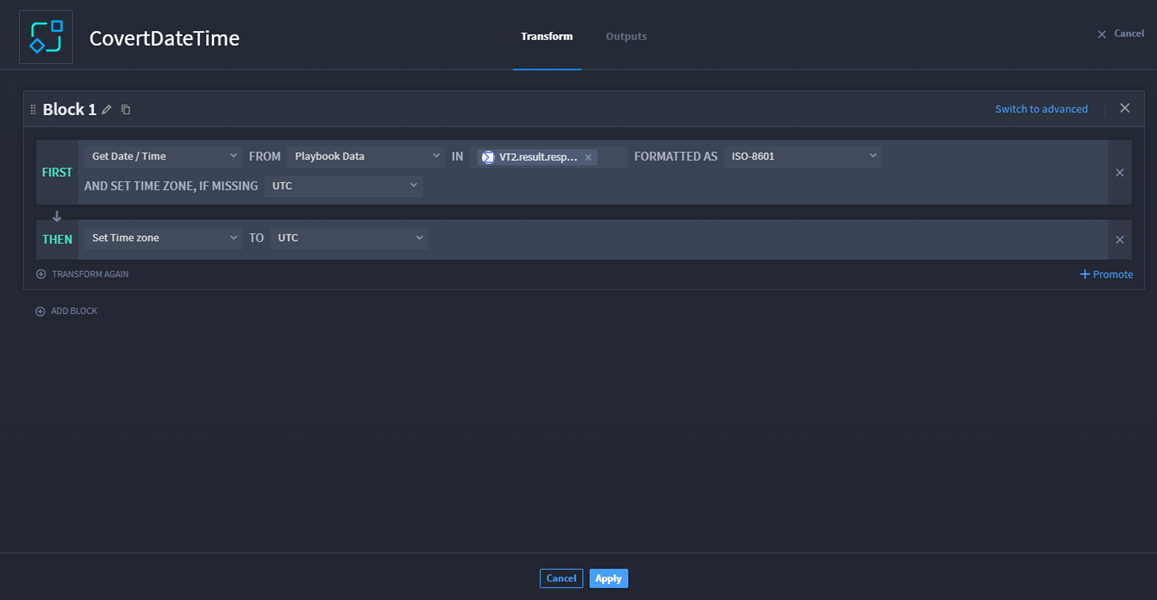 CovertDateTime
Transform
Outputs
Cancel
Block 1
Switch to advanced
FIRST
Get Date / Time FROM Playbook Data IN VT2.result.resp... FORMATTED AS ISO-8601
AND SET TIME ZONE, IF MISSING UTC
THEN
Set Time zone TO UTC
TRANSFORM AGAIN
Promote
ADD BLOCK
Cancel
Apply